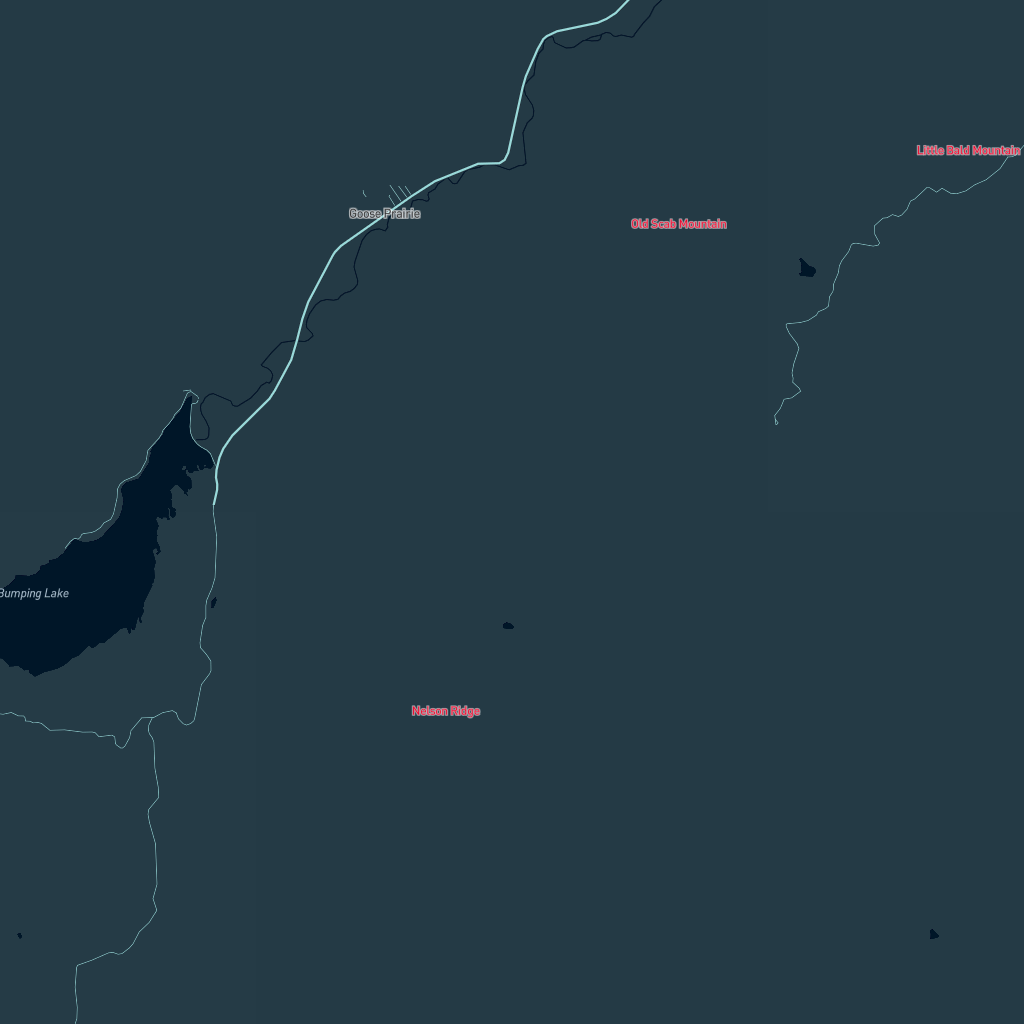 Little Bald Mountain
Goose Prairie
Old Scab Mountain
Bumping Lake
Nelson Ridge